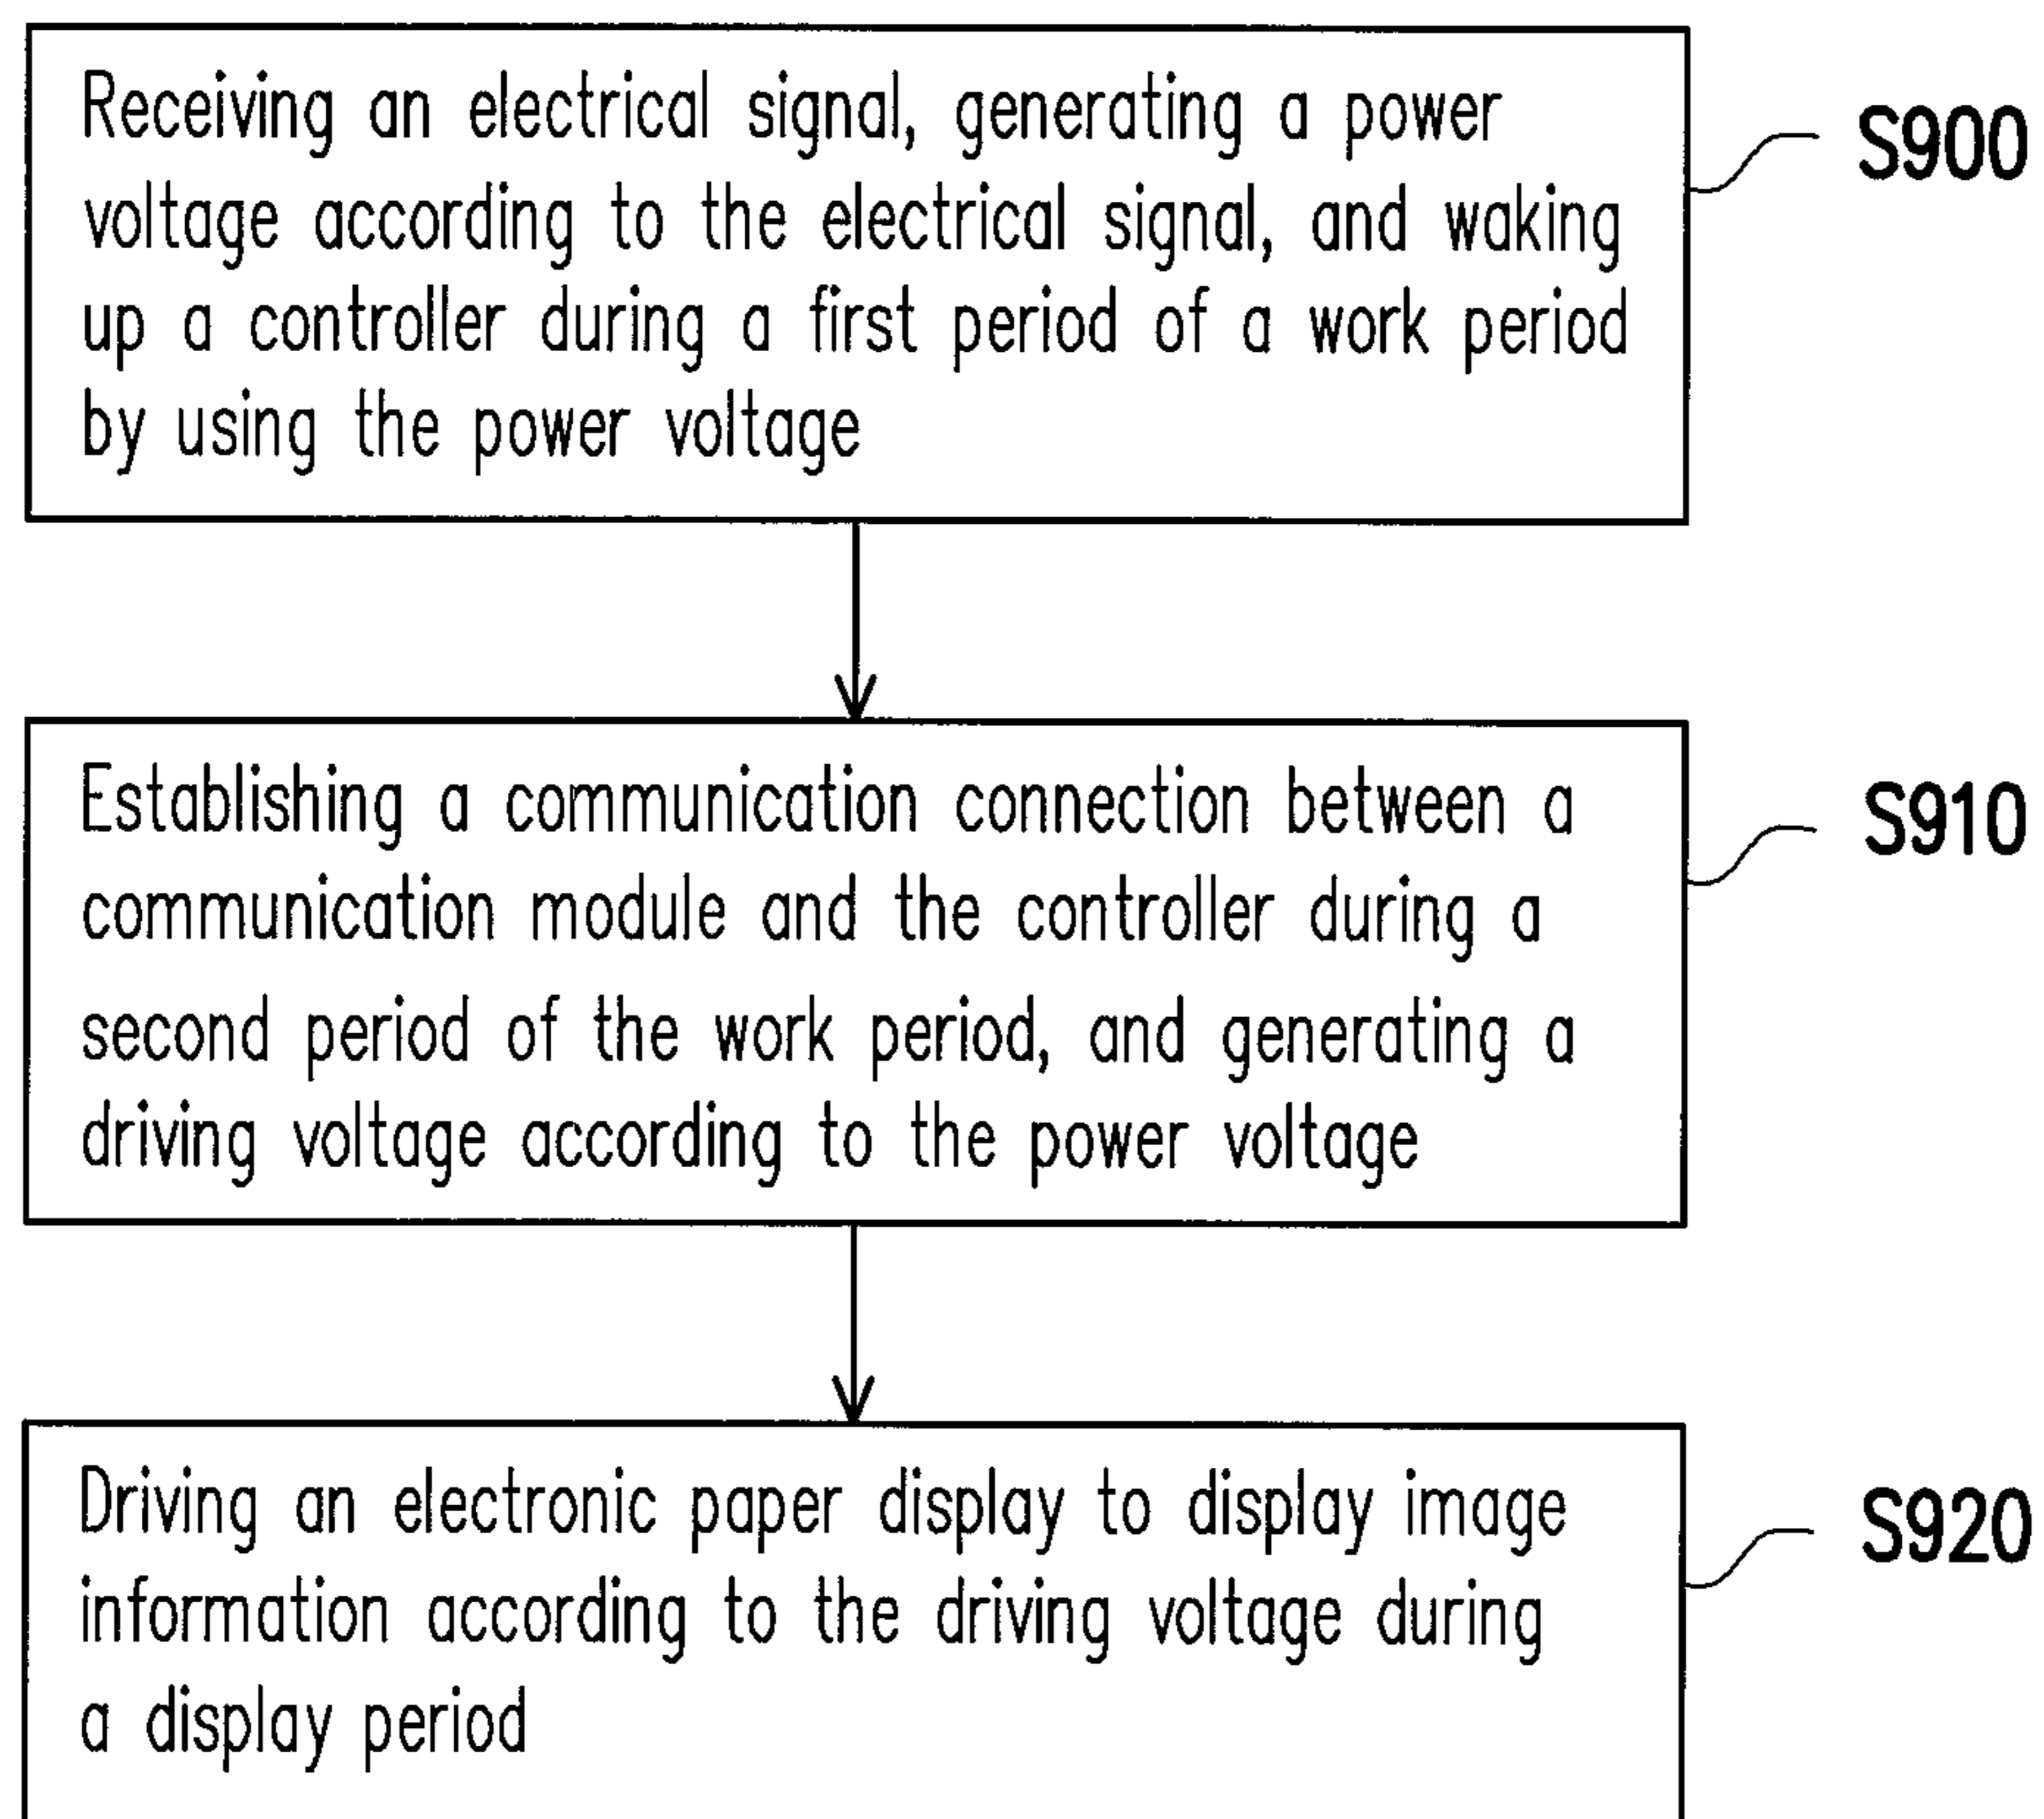 Receiving an electrical signal, generating a power
voltage according to the electrical signal, and waking
up a controller during a first period of a work period
by using the power voltage
S900
Establishing a communication connection between a
communication module and the controller during a
second period of the work period, and generating a
driving voltage according to the power voltage
S910
Driving an electronic paper display to display image
information according to the driving voltage during
a display period
S920